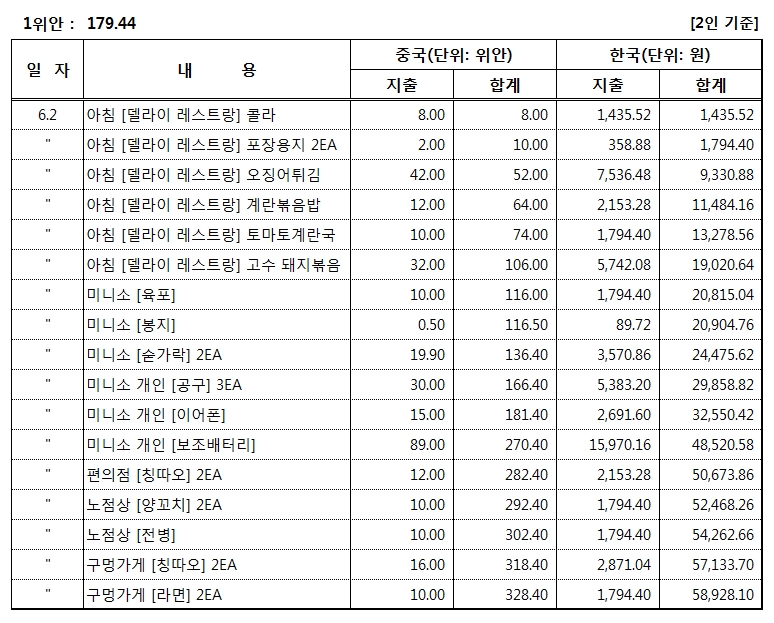 1위안 : 179.44 [2인 기준]
일 자 내 용 중국(단위: 위안) 한국(단위: 원)
지출 합계 지출 합계
6.2 아침 [델라이 레스트랑] 콜라 8.00 8.00 1,435.52 1,435.52
" 아침 [델라이 레스트랑] 포장용지 2EA 2.00 10.00 358.88 1,794.40
" 아침 [델라이 레스트랑] 오징어튀김 42.00 52.00 7,536.48 9,330.88
" 아침 [델라이 레스트랑] 계란볶음밥 12.00 64.00 2,153.28 11,484.16
" 아침 [델라이 레스트랑] 토마토계란국 10.00 74.00 1,794.40 13,278.56
" 아침 [델라이 레스트랑] 고수 돼지볶음 32.00 106.00 5,742.08 19,020.64
" 미니소 [육포] 10.00 116.00 1,794.40 20,815.04
" 미니소 [봉지] 0.50 116.50 89.72 20,904.76
" 미니소 [숟가락] 2EA 19.90 136.40 3,570.86 24,475.62
" 미니소 개인 [공구] 3EA 30.00 166.40 5,383.20 29,858.82
" 미니소 개인 [이어폰] 15.00 181.40 2,691.60 32,550.42
" 미니소 개인 [보조배터리] 89.00 270.40 15,970.16 48,520.58
" 편의점 [칭따오] 2EA 12.00 282.40 2,153.28 50,673.86
" 노점상 [양꼬치] 2EA 10.00 292.40 1,794.40 52,468.26
" 노점상 [전병] 10.00 302.40 1,794.40 54,262.66
" 구멍가게 [칭따오] 2EA 16.00 318.40 2,871.04 57,133.70
" 구멍가게 [라면] 2EA 10.00 328.40 1,794.40 58,928.10